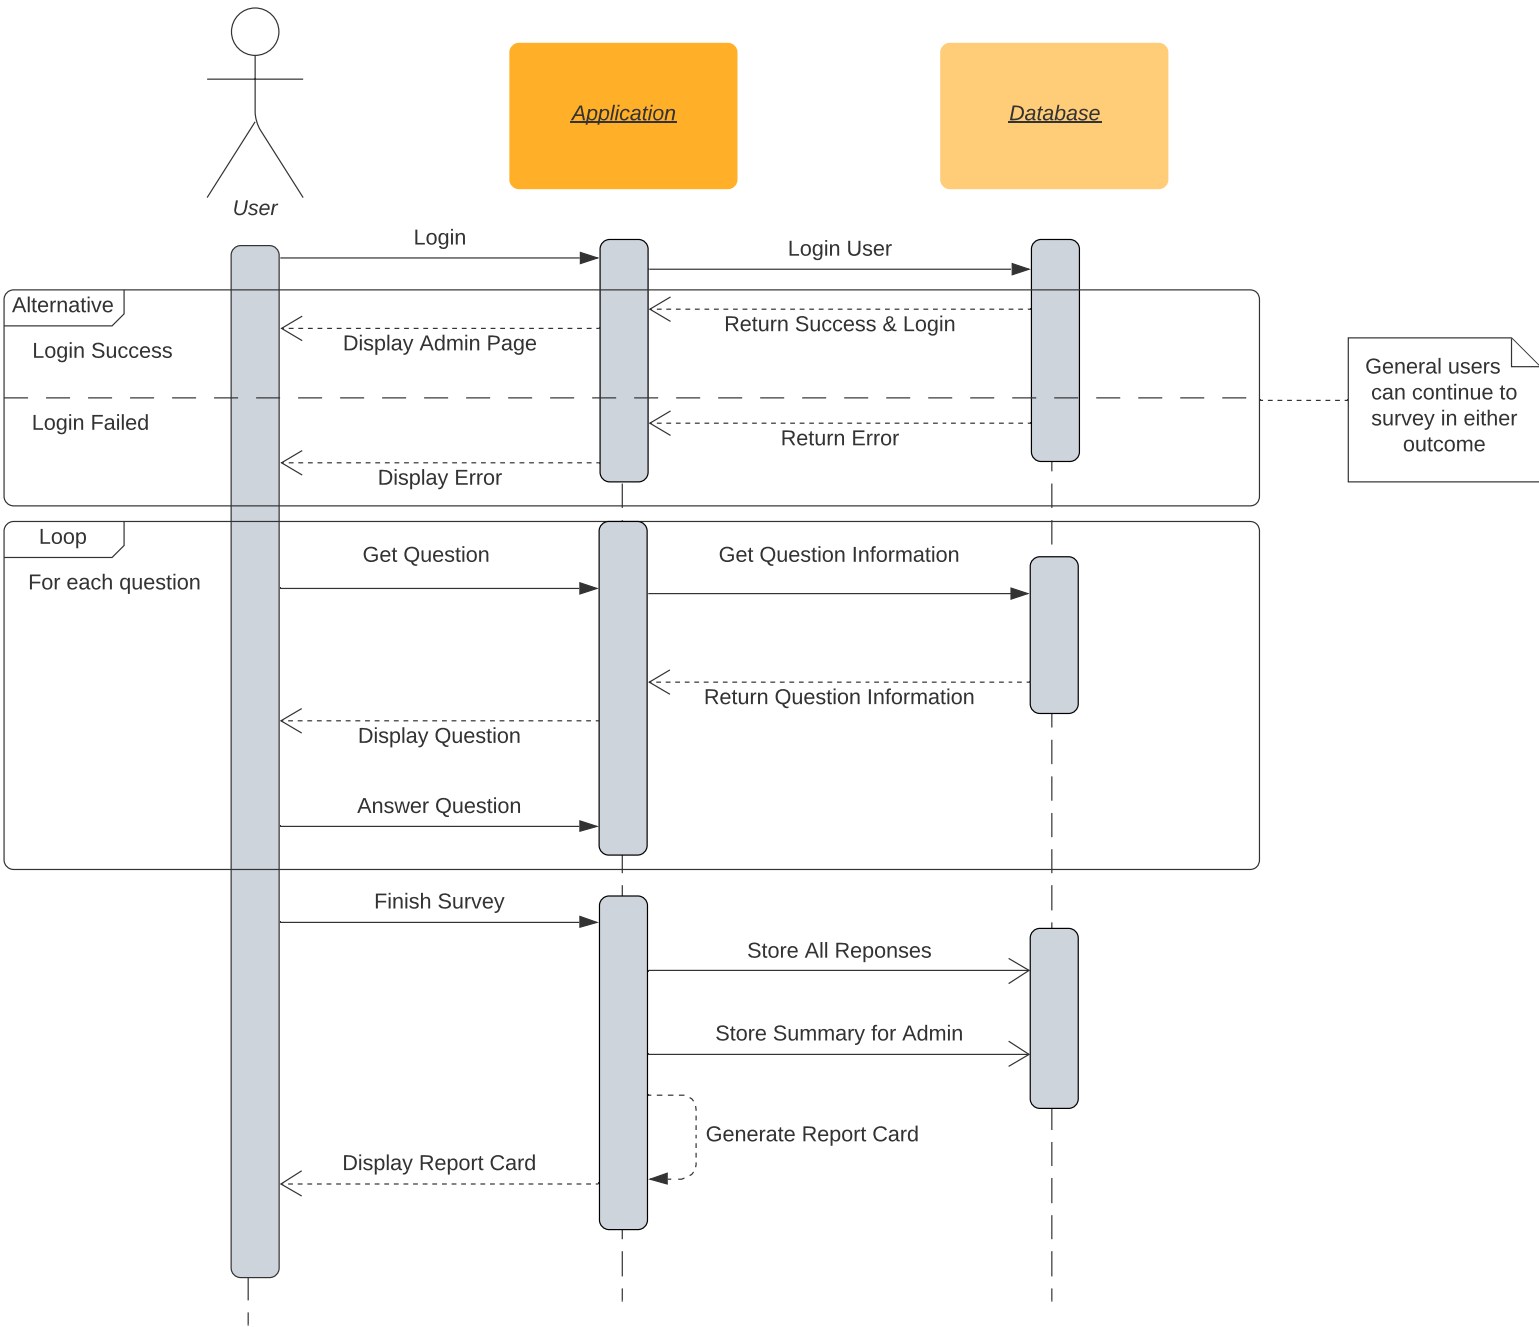 Application
Database
User
Login
Login User
Alternative
Return Success & Login
Display Admin Page
Login Success
General users
can continue to
survey in either
outcome
Login Failed
Return Error
Display Error
Loop
Get Question
Get Question Information
For each question
Return Question Information
Display Question
Answer Question
Finish Survey
Store All Reponses
Store Summary for Admin
Generate Report Card
Display Report Card